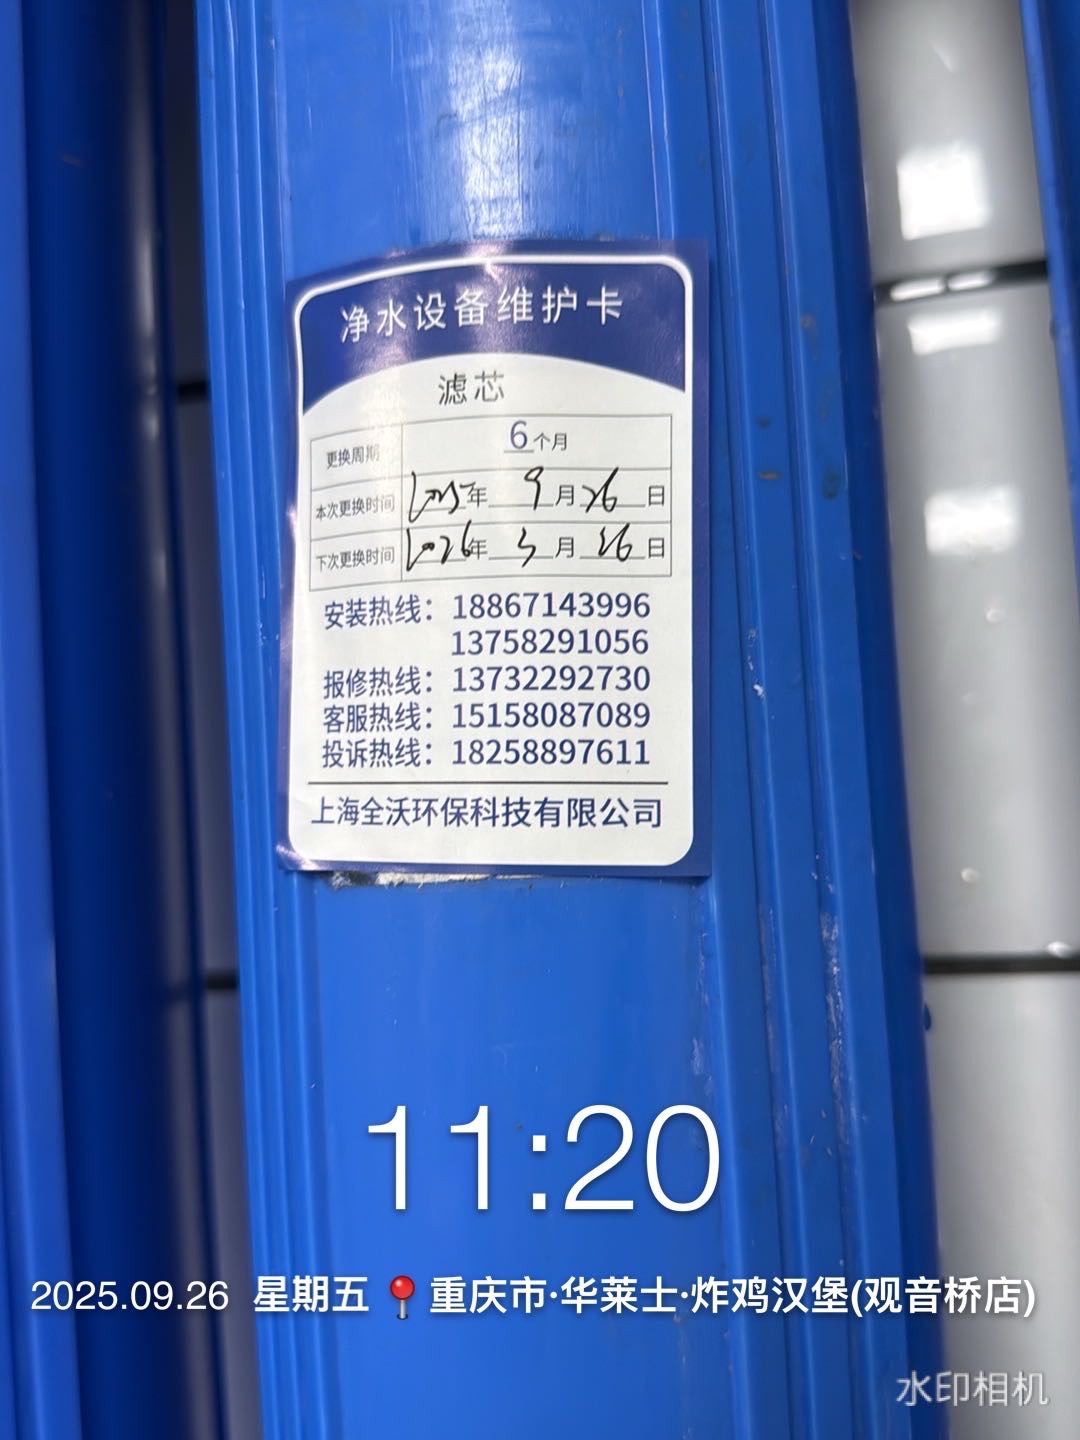 净水设备维护卡
滤芯
更换周期 6个月
本次更换时间 2025年 9月26日
下次更换时间 2026年 3月26日
安装热线：18867143996
13758291056
报修热线：13732292730
客服热线：15158087089
投诉热线：18258897611
上海全沃环保科技有限公司
11:20
2025.09.26 星期五 📍重庆市·华莱士·炸鸡汉堡(观音桥店)
水印相机